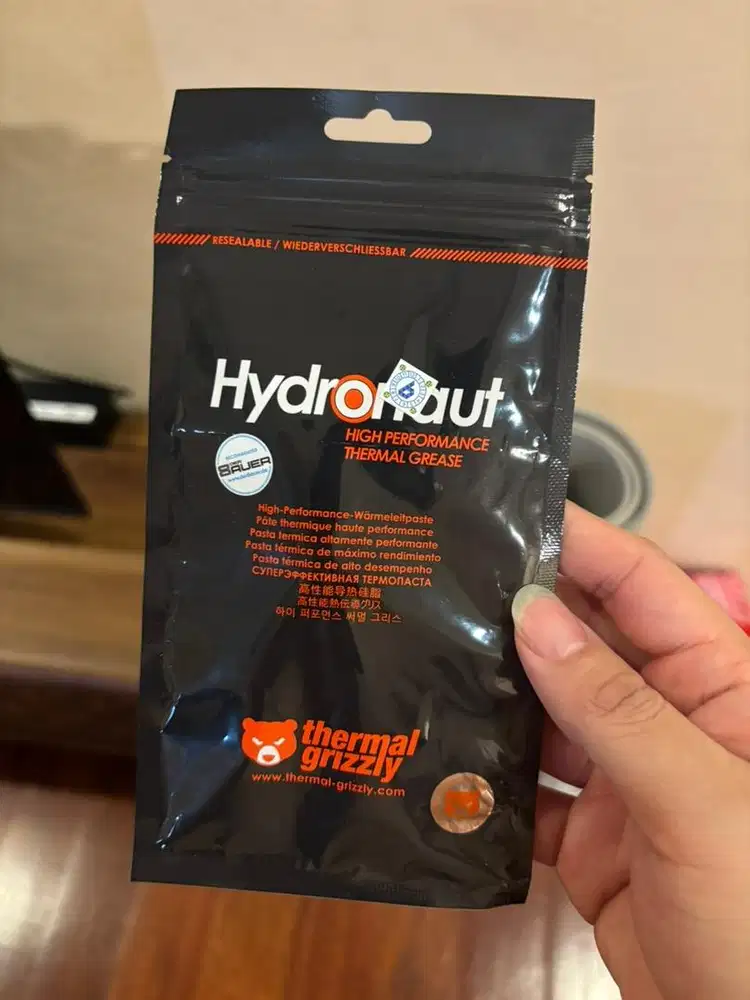 RESEALABLE / WIEDERVERSCHLIESSBAR
Hydronaut
HIGH PERFORMANCE
THERMAL GREASE
BAUER
High-Performance-Wärmeleitpaste
Pâte thermique haute performance
Pasta termica altamente performante
Pasta térmica de máximo rendimiento
Pasta térmica de alto desempenho
СУПЕРЭФФЕКТИВНАЯ ТЕРМОПАСТА
高性能导热硅脂
高性能熱伝導グリス
하이 퍼포먼스 써멀 그리스
thermal
grizzly
www.thermal-grizzly.com